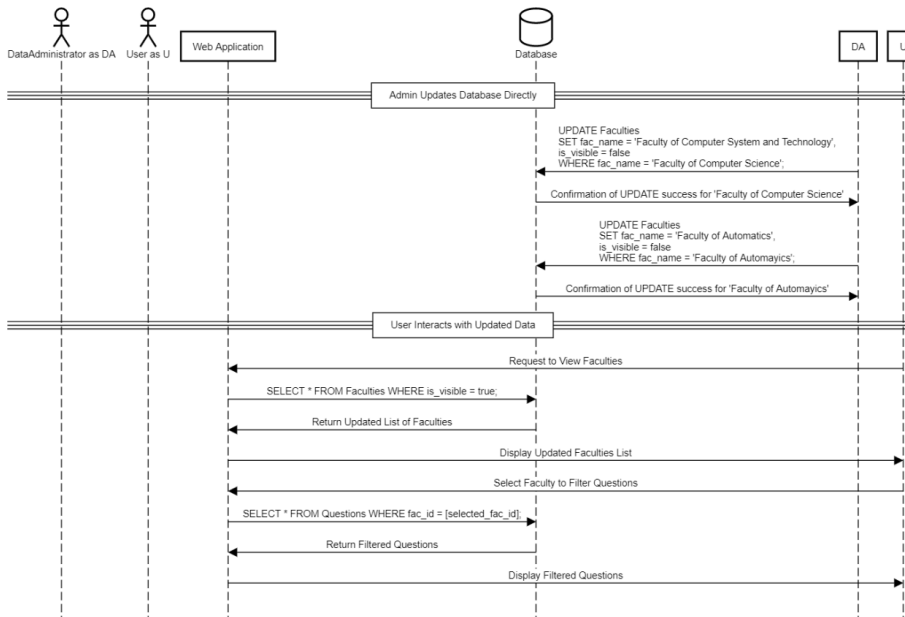 DataAdministrator as DA
User as U
Web Application
Database
DA
U
Admin Updates Database Directly
UPDATE Faculties
SET fac_name = 'Faculty of Computer System and Technology',
is_visible = false
WHERE fac_name = 'Faculty of Computer Science';
Confirmation of UPDATE success for 'Faculty of Computer Science'
UPDATE Faculties
SET fac_name = 'Faculty of Automatics',
is_visible = false
WHERE fac_name = 'Faculty of Automayics';
Confirmation of UPDATE success for 'Faculty of Automayics'
User Interacts with Updated Data
Request to View Faculties
SELECT * FROM Faculties WHERE is_visible = true;
Return Updated List of Faculties
Display Updated Faculties List
Select Faculty to Filter Questions
SELECT * FROM Questions WHERE fac_id = [selected_fac_id];
Return Filtered Questions
Display Filtered Questions